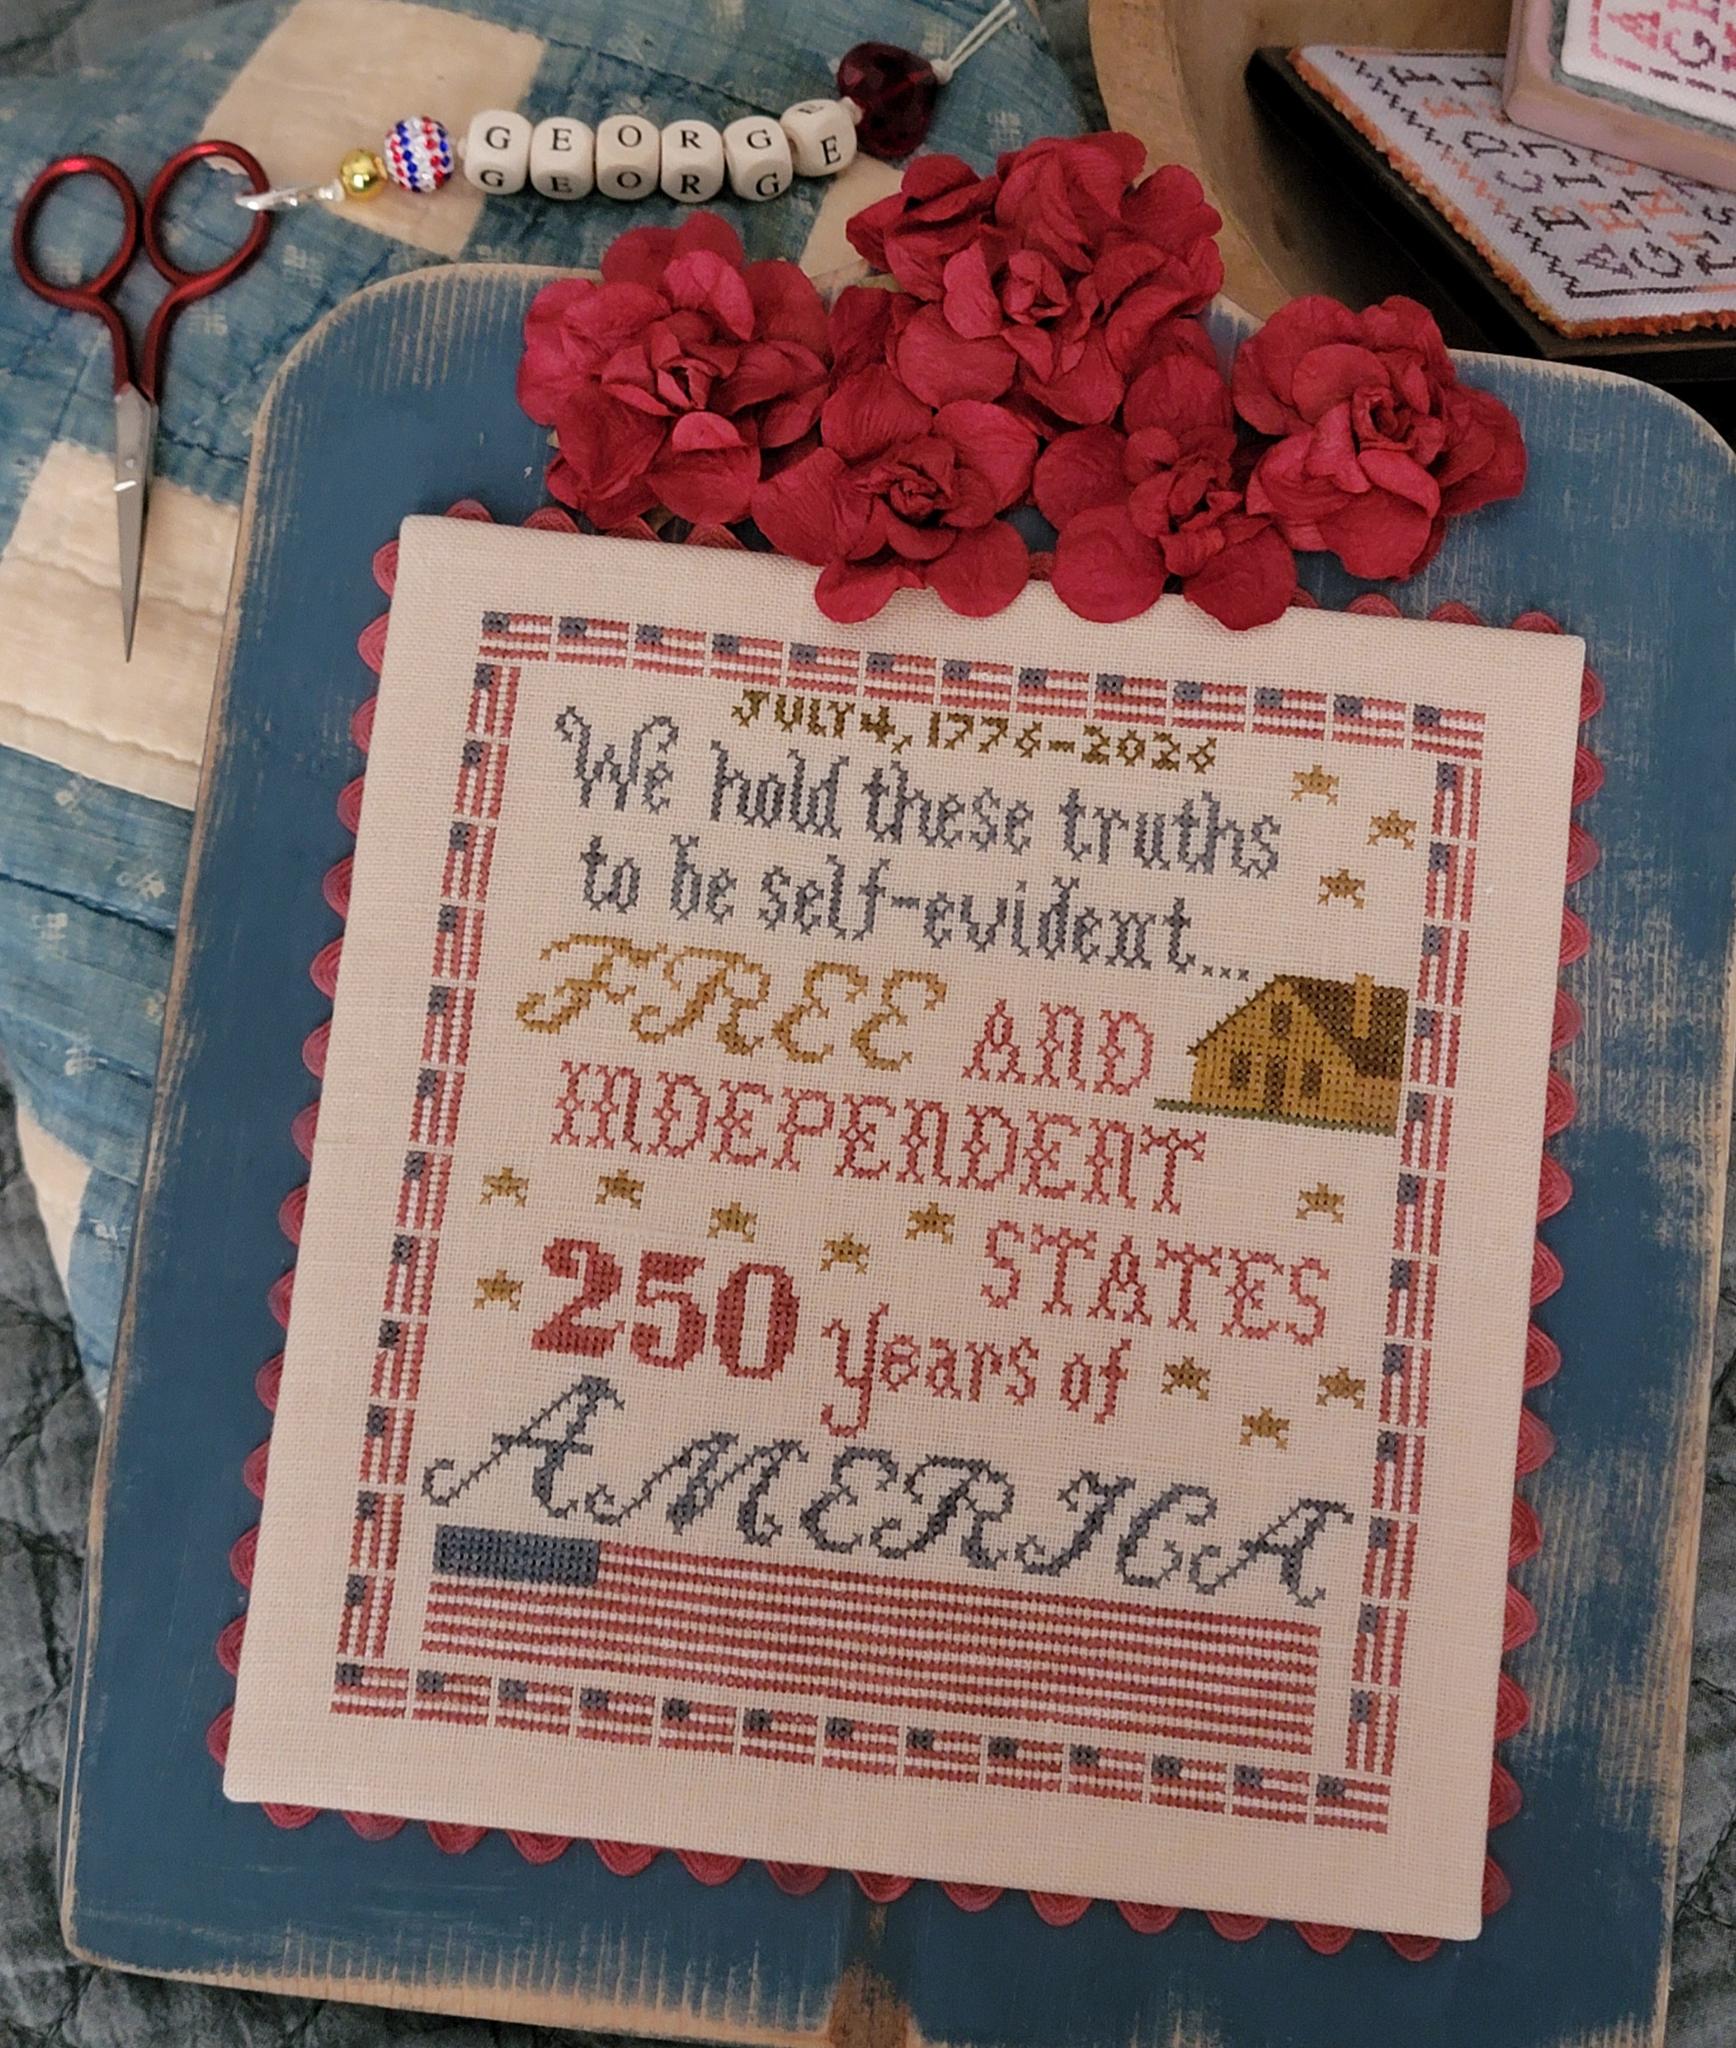 GEORGE
GEORGE
JULY 4, 1776-2026
We hold these truths
to be self-evident...
FREE AND
INDEPENDENT
STATES
250 years of
AMERICA